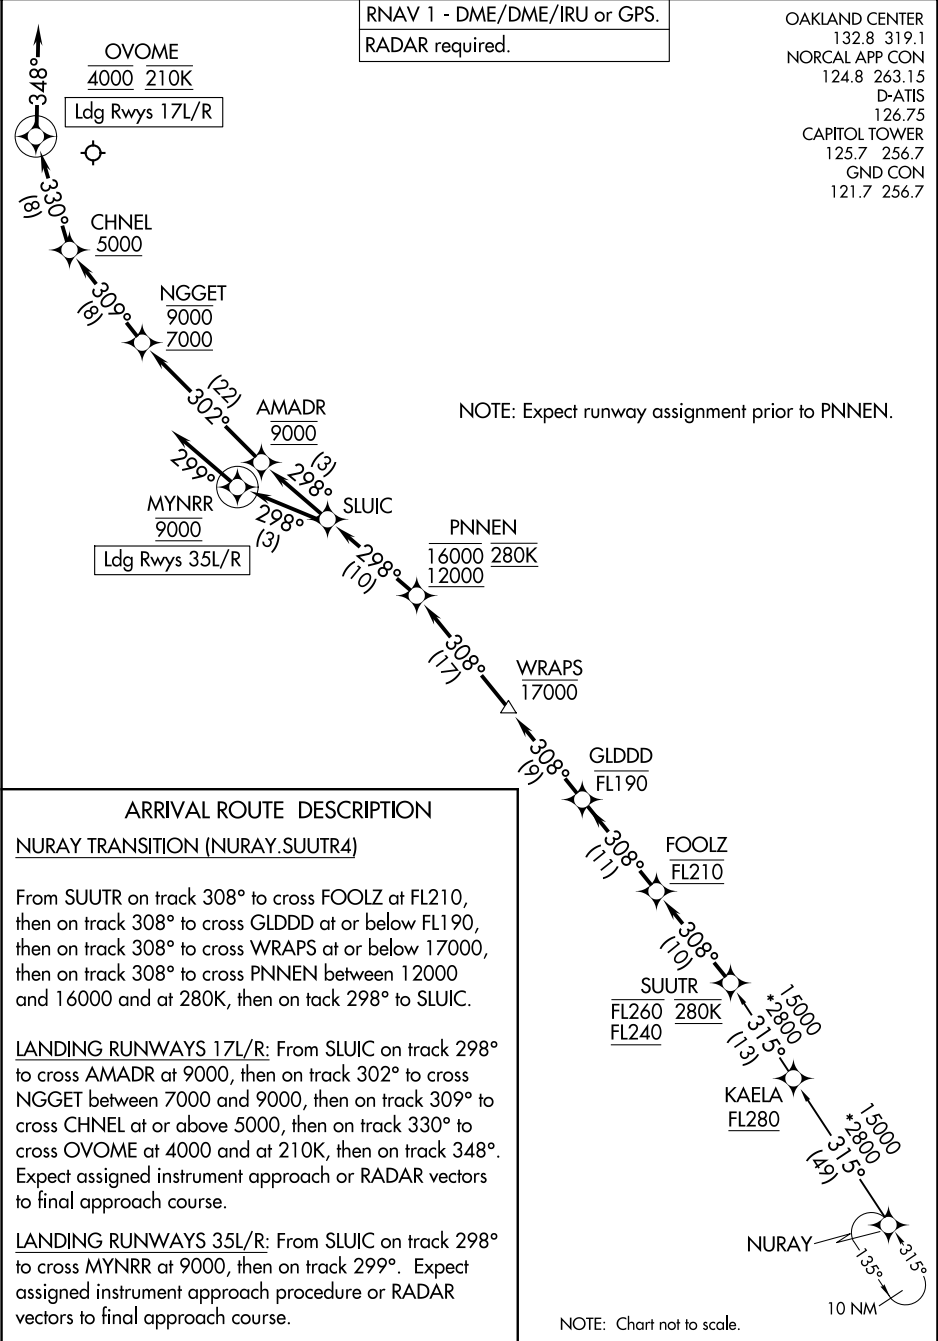 RNAV 1 - DME/DME/IRU or GPS.
RADAR required.
OAKLAND CENTER
132.8 319.1
NORCAL APP CON
124.8 263.15
D-ATIS
126.75
CAPITOL TOWER
125.7 256.7
GND CON
121.7 256.7
348°
OVOME
4000 210K
Ldg Rwys 17L/R
330°
(8)
CHNEL
5000
309°
(8)
NGGET
9000
7000
(22)
302°
AMADR
9000
NOTE: Expect runway assignment prior to PNNEN.
(3)
298°
299°
MYNRR
9000
Ldg Rwys 35L/R
298°
(3)
SLUIC
298°
(10)
PNNEN
16000 280K
12000
308°
(17)
WRAPS
17000
308°
(9)
GLDDD
FL190
308°
(11)
FOOLZ
FL210
308°
(10)
SUUTR
FL260 280K
FL240
15000
*2800
315°
(13)
KAELA
FL280
15000
*2800
315°
(49)
NURAY
315°
135°
10 NM
NOTE: Chart not to scale.
ARRIVAL ROUTE DESCRIPTION
NURAY TRANSITION (NURAY.SUUTR4)
From SUUTR on track 308° to cross FOOLZ at FL210,
then on track 308° to cross GLDDD at or below FL190,
then on track 308° to cross WRAPS at or below 17000,
then on track 308° to cross PNNEN between 12000
and 16000 and at 280K, then on tack 298° to SLUIC.
LANDING RUNWAYS 17L/R: From SLUIC on track 298°
to cross AMADR at 9000, then on track 302° to cross
NGGET between 7000 and 9000, then on track 309° to
cross CHNEL at or above 5000, then on track 330° to
cross OVOME at 4000 and at 210K, then on track 348°.
Expect assigned instrument approach or RADAR vectors
to final approach course.
LANDING RUNWAYS 35L/R: From SLUIC on track 298°
to cross MYNRR at 9000, then on track 299°. Expect
assigned instrument approach procedure or RADAR
vectors to final approach course.